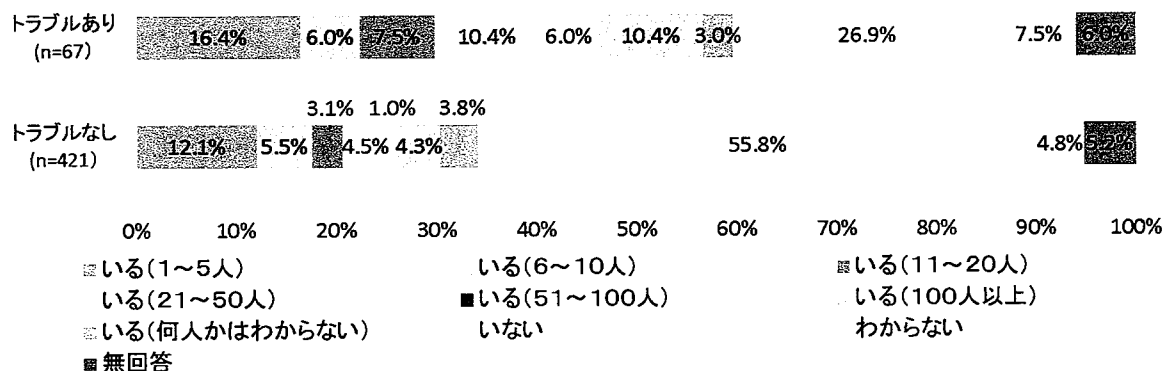 トラブルあり
(n=67)
16.4% 6.0% 7.5% 10.4% 6.0% 10.4% 3.0% 26.9% 7.5% 6.0%
3.1% 1.0% 3.8%
トラブルなし
(n=421)
12.1% 5.5% 4.5% 4.3% 55.8% 4.8% 5.2%
0% 10% 20% 30% 40% 50% 60% 70% 80% 90% 100%
いる(1～5人) いる(6～10人) いる(11～20人)
いる(21～50人) いる(51～100人) いる(100人以上)
いる(何人かはわからない) いない わからない
無回答